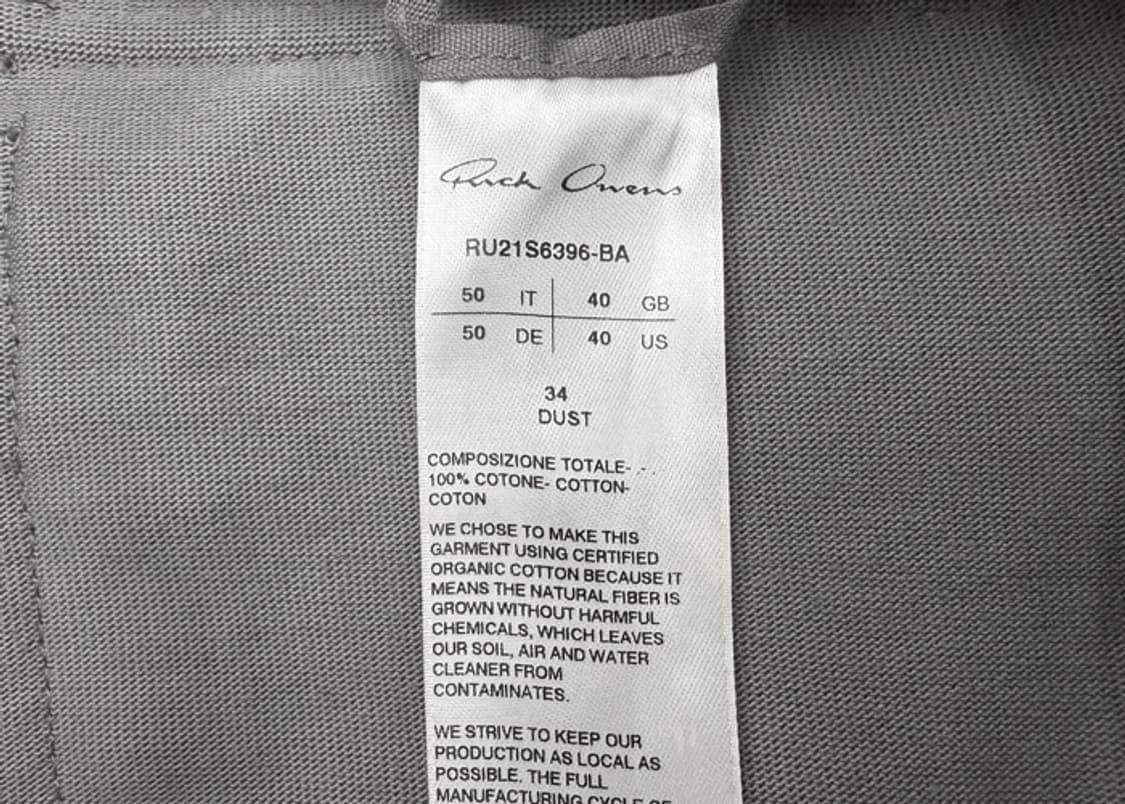 Rick Owens
RU21S6396-BA
50 IT 40 GB
50 DE 40 US
34
DUST
COMPOSIZIONE TOTALE- - .
100% COTONE- COTTON-
COTON
WE CHOSE TO MAKE THIS
GARMENT USING CERTIFIED
ORGANIC COTTON BECAUSE IT
MEANS THE NATURAL FIBER IS
GROWN WITHOUT HARMFUL
CHEMICALS, WHICH LEAVES
OUR SOIL, AIR AND WATER
CLEANER FROM
CONTAMINATES.
WE STRIVE TO KEEP OUR
PRODUCTION AS LOCAL AS
POSSIBLE. THE FULL
MANUFACTURING CYCLE OF